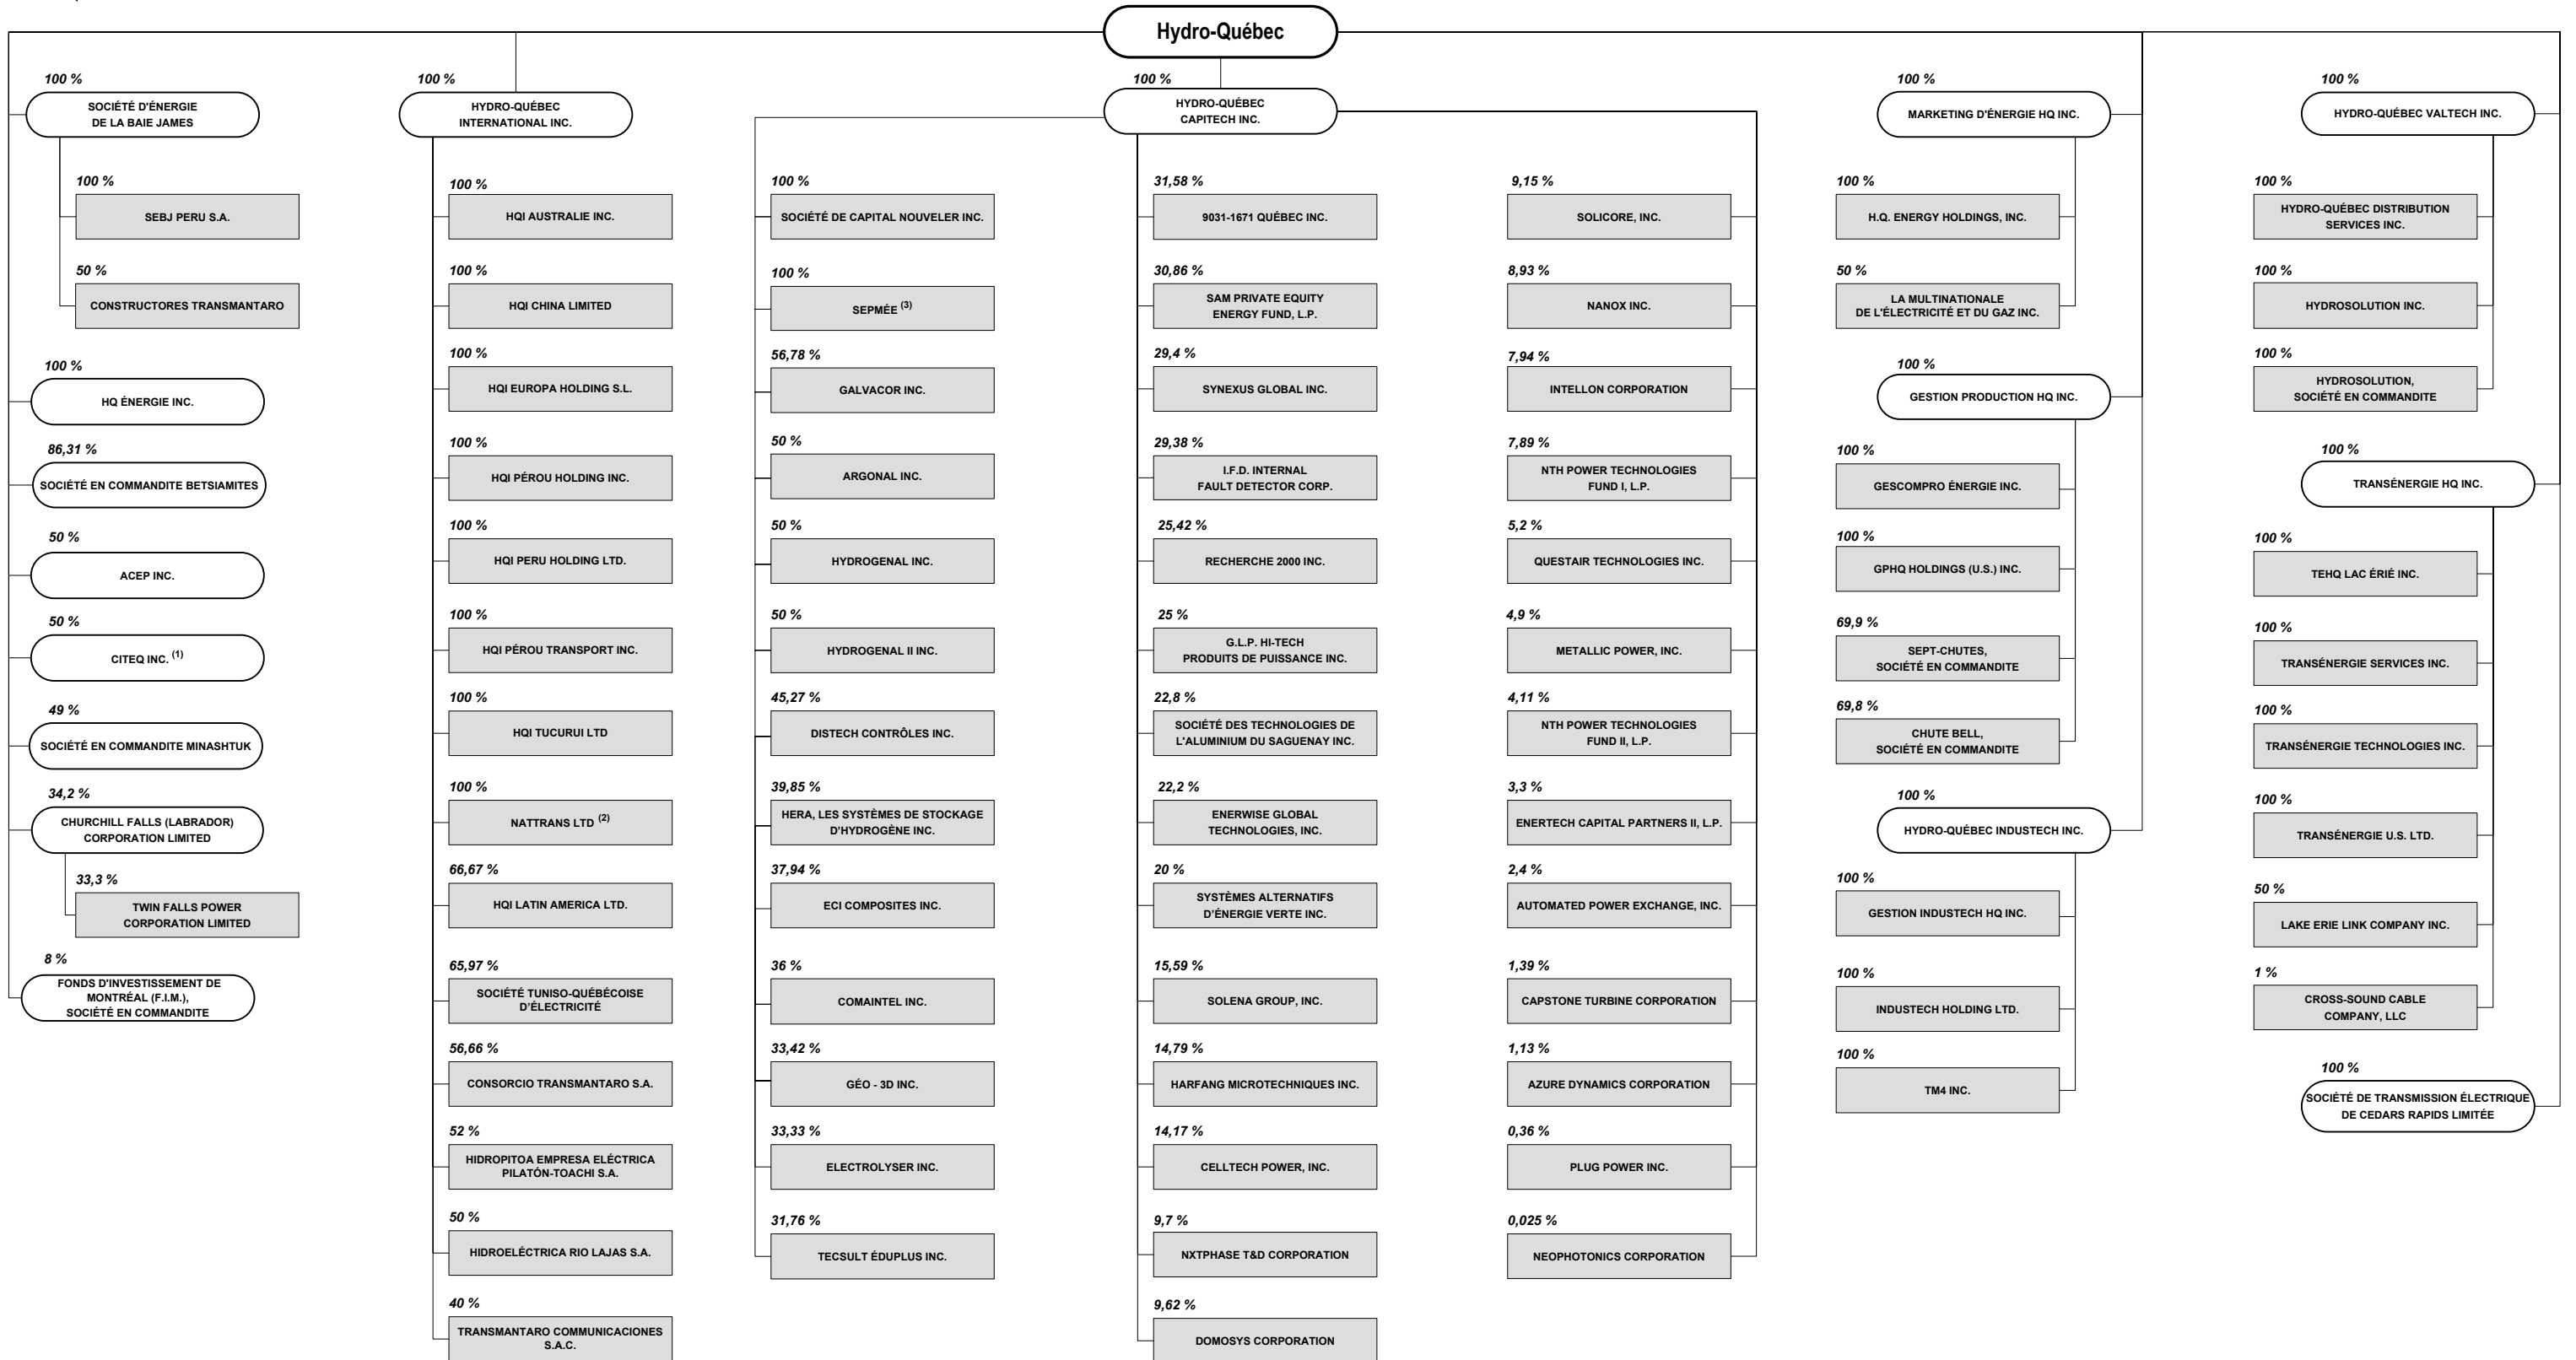 Hydro-Québec
100 %
SOCIÉTÉ D'ÉNERGIE
DE LA BAIE JAMES
100 %
SEBJ PERU S.A.
50 %
CONSTRUCTORES TRANSMANTARO
100 %
HQ ÉNERGIE INC.
86,31 %
SOCIÉTÉ EN COMMANDITE BETSIAMITES
50 %
ACEP INC.
50 %
CITEQ INC. (1)
49 %
SOCIÉTÉ EN COMMANDITE MINASHTUK
34,2 %
CHURCHILL FALLS (LABRADOR)
CORPORATION LIMITED
33,3 %
TWIN FALLS POWER
CORPORATION LIMITED
8 %
FONDS D'INVESTISSEMENT DE
MONTRÉAL (F.I.M.),
SOCIÉTÉ EN COMMANDITE
100 %
HYDRO-QUÉBEC
INTERNATIONAL INC.
100 %
HQI AUSTRALIE INC.
100 %
HQI CHINA LIMITED
100 %
HQI EUROPA HOLDING S.L.
100 %
HQI PÉROU HOLDING INC.
100 %
HQI PERU HOLDING LTD.
100 %
HQI PÉROU TRANSPORT INC.
100 %
HQI TUCURUI LTD
100 %
NATTRANS LTD (2)
66,67 %
HQI LATIN AMERICA LTD.
65,97 %
SOCIÉTÉ TUNISO-QUÉBÉCOISE
D'ÉLECTRICITÉ
56,66 %
CONSORCIO TRANSMANTARO S.A.
52 %
HIDROPITOA EMPRESA ELÉCTRICA
PILATÓN-TOACHI S.A.
50 %
HIDROELÉCTRICA RIO LAJAS S.A.
40 %
TRANSMANTARO COMMUNICACIONES
S.A.C.
100 %
HYDRO-QUÉBEC
CAPITECH INC.
100 %
SOCIÉTÉ DE CAPITAL NOUVELER INC.
100 %
SEPMÉE (3)
56,78 %
GALVACOR INC.
50 %
ARGONAL INC.
50 %
HYDROGENAL INC.
50 %
HYDROGENAL II INC.
45,27 %
DISTECH CONTRÔLES INC.
39,85 %
HERA, LES SYSTÈMES DE STOCKAGE
D'HYDROGÈNE INC.
37,94 %
ECI COMPOSITES INC.
36 %
COMAINTEL INC.
33,42 %
GÉO - 3D INC.
33,33 %
ELECTROLYSER INC.
31,76 %
TECSULT ÉDUPLUS INC.
31,58 %
9031-1671 QUÉBEC INC.
30,86 %
SAM PRIVATE EQUITY
ENERGY FUND, L.P.
29,4 %
SYNEXUS GLOBAL INC.
29,38 %
I.F.D. INTERNAL
FAULT DETECTOR CORP.
25,42 %
RECHERCHE 2000 INC.
25 %
G.L.P. HI-TECH
PRODUITS DE PUISSANCE INC.
22,8 %
SOCIÉTÉ DES TECHNOLOGIES DE
L'ALUMINIUM DU SAGUENAY INC.
22,2 %
ENERWISE GLOBAL
TECHNOLOGIES, INC.
20 %
SYSTÈMES ALTERNATIFS
D'ÉNERGIE VERTE INC.
15,59 %
SOLENA GROUP, INC.
14,79 %
HARFANG MICROTECHNIQUES INC.
14,17 %
CELLTECH POWER, INC.
9,7 %
NXTPHASE T&D CORPORATION
9,62 %
DOMOSYS CORPORATION
9,15 %
SOLICORE, INC.
8,93 %
NANOX INC.
7,94 %
INTELLON CORPORATION
7,89 %
NTH POWER TECHNOLOGIES
FUND I, L.P.
5,2 %
QUESTAIR TECHNOLOGIES INC.
4,9 %
METALLIC POWER, INC.
4,11 %
NTH POWER TECHNOLOGIES
FUND II, L.P.
3,3 %
ENERTECH CAPITAL PARTNERS II, L.P.
2,4 %
AUTOMATED POWER EXCHANGE, INC.
1,39 %
CAPSTONE TURBINE CORPORATION
1,13 %
AZURE DYNAMICS CORPORATION
0,36 %
PLUG POWER INC.
0,025 %
NEOPHOTONICS CORPORATION
100 %
MARKETING D'ÉNERGIE HQ INC.
100 %
H.Q. ENERGY HOLDINGS, INC.
50 %
LA MULTINATIONALE
DE L'ÉLECTRICITÉ ET DU GAZ INC.
100 %
GESTION PRODUCTION HQ INC.
100 %
GESCOMPRO ÉNERGIE INC.
100 %
GPHQ HOLDINGS (U.S.) INC.
69,9 %
SEPT-CHUTES,
SOCIÉTÉ EN COMMANDITE
69,8 %
CHUTE BELL,
SOCIÉTÉ EN COMMANDITE
100 %
HYDRO-QUÉBEC INDUSTECH INC.
100 %
GESTION INDUSTECH HQ INC.
100 %
INDUSTECH HOLDING LTD.
100 %
TM4 INC.
100 %
HYDRO-QUÉBEC VALTECH INC.
100 %
HYDRO-QUÉBEC DISTRIBUTION
SERVICES INC.
100 %
HYDROSOLUTION INC.
100 %
HYDROSOLUTION,
SOCIÉTÉ EN COMMANDITE
100 %
TRANSÉNERGIE HQ INC.
100 %
TEHQ LAC ÉRIÉ INC.
100 %
TRANSÉNERGIE SERVICES INC.
100 %
TRANSÉNERGIE TECHNOLOGIES INC.
100 %
TRANSÉNERGIE U.S. LTD.
50 %
LAKE ERIE LINK COMPANY INC.
1 %
CROSS-SOUND CABLE
COMPANY, LLC
100 %
SOCIÉTÉ DE TRANSMISSION ÉLECTRIQUE
DE CEDARS RAPIDS LIMITÉE